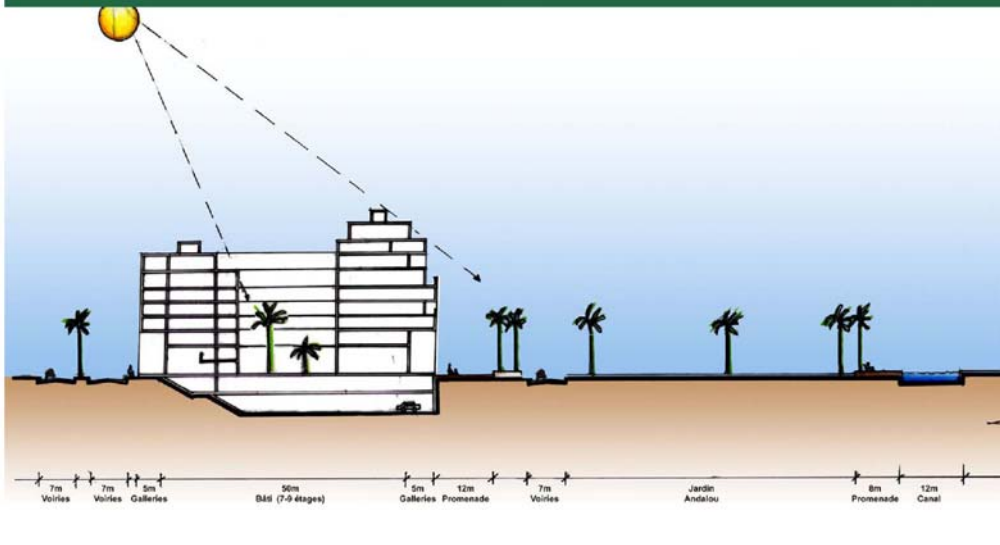 7m
Voiries
7m
Voiries
5m
Galleries
50m
Bâti (7-9 étages)
5m
Galleries
12m
Promenade
7m
Voiries
Jardin
Andalou
8m
Promenade
12m
Canal